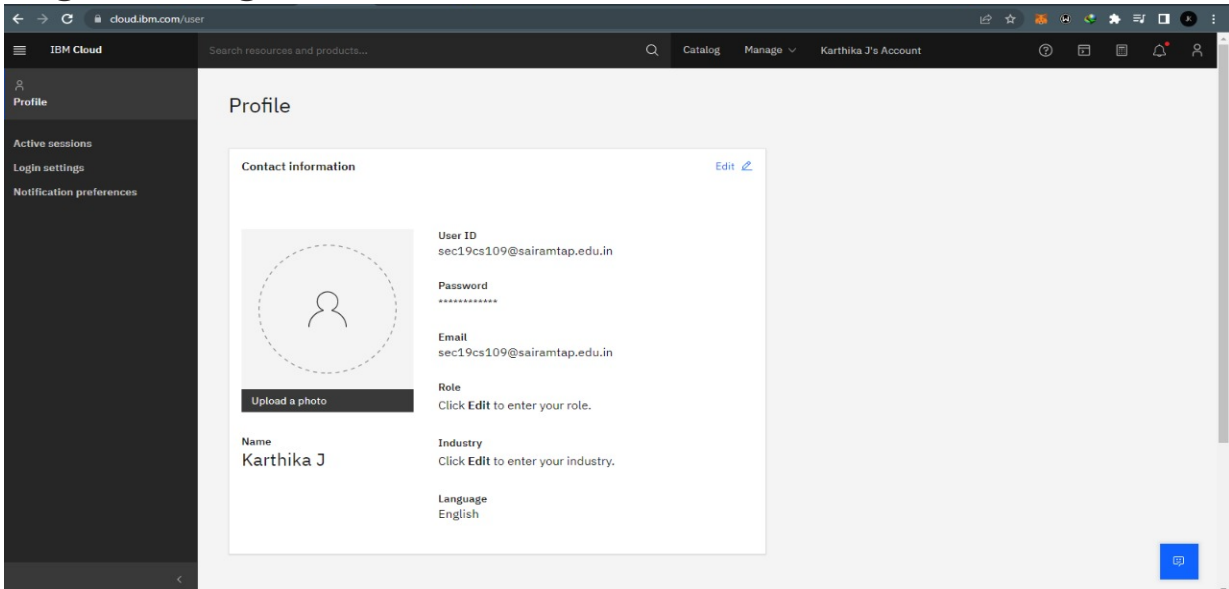 cloud.ibm.com/user
IBM Cloud
Search resources and products...
Catalog
Manage
Karthika J's Account
Profile
Active sessions
Login settings
Notification preferences
Profile
Contact information
Edit
Upload a photo
Name
Karthika J
User ID
sec19cs109@sairamtap.edu.in
Password
************
Email
sec19cs109@sairamtap.edu.in
Role
Click Edit to enter your role.
Industry
Click Edit to enter your industry.
Language
English